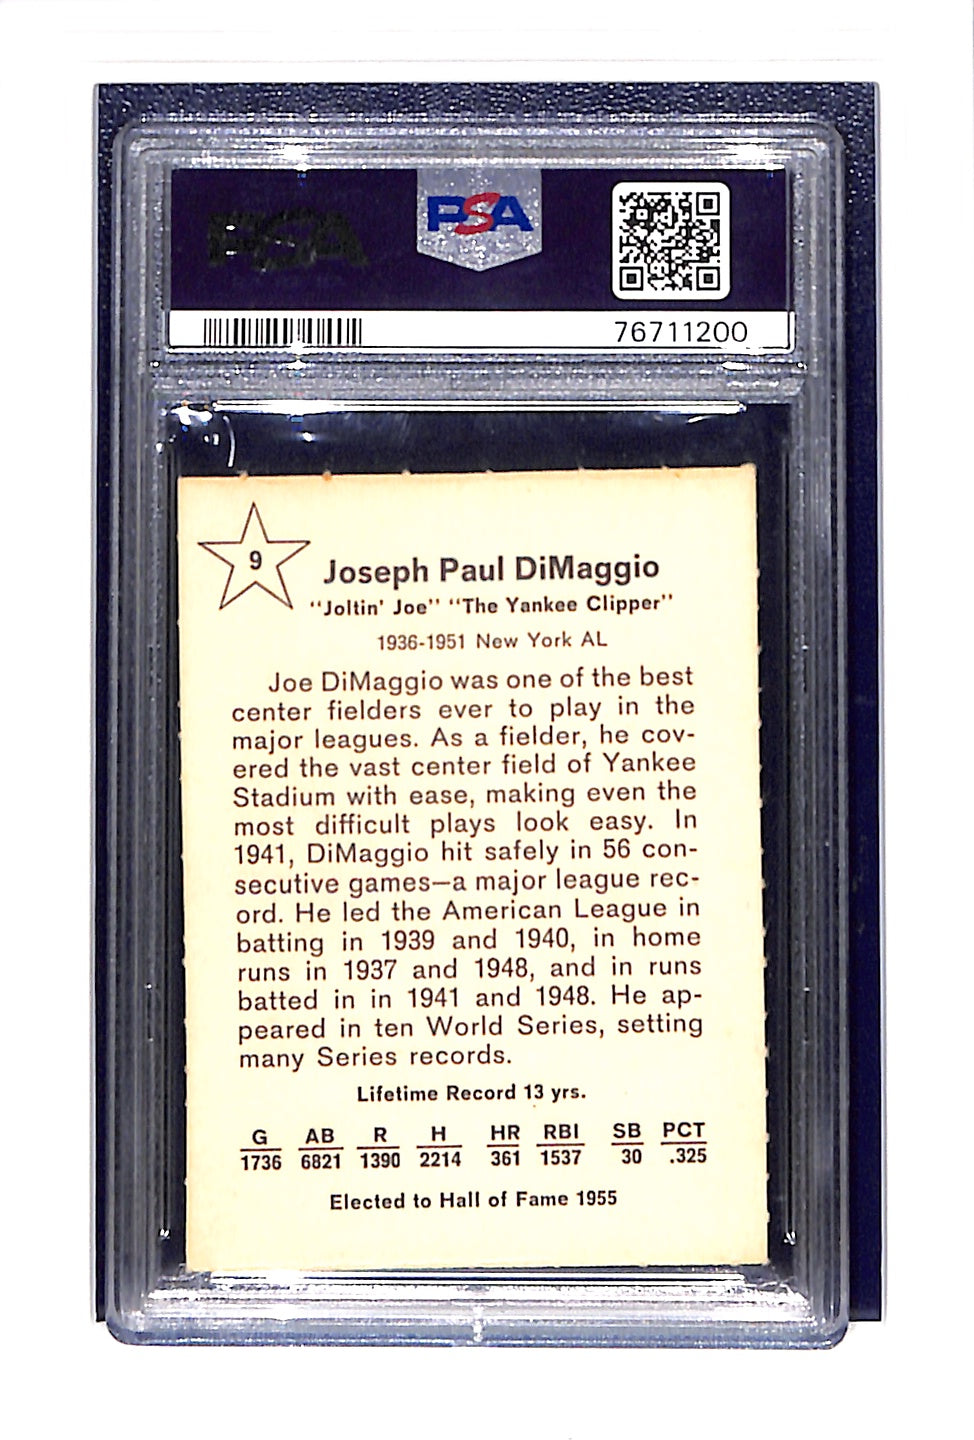 PSA
PSA
76711200
9
Joseph Paul DiMaggio
"Joltin' Joe" "The Yankee Clipper"
1936-1951 New York AL
Joe DiMaggio was one of the best
center fielders ever to play in the
major leagues. As a fielder, he cov-
ered the vast center field of Yankee
Stadium with ease, making even the
most difficult plays look easy. In
1941, DiMaggio hit safely in 56 con-
secutive games—a major league rec-
ord. He led the American League in
batting in 1939 and 1940, in home
runs in 1937 and 1948, and in runs
batted in in 1941 and 1948. He ap-
peared in ten World Series, setting
many Series records.
Lifetime Record 13 yrs.
G AB R H HR RBI SB PCT
1736 6821 1390 2214 361 1537 30 .325
Elected to Hall of Fame 1955